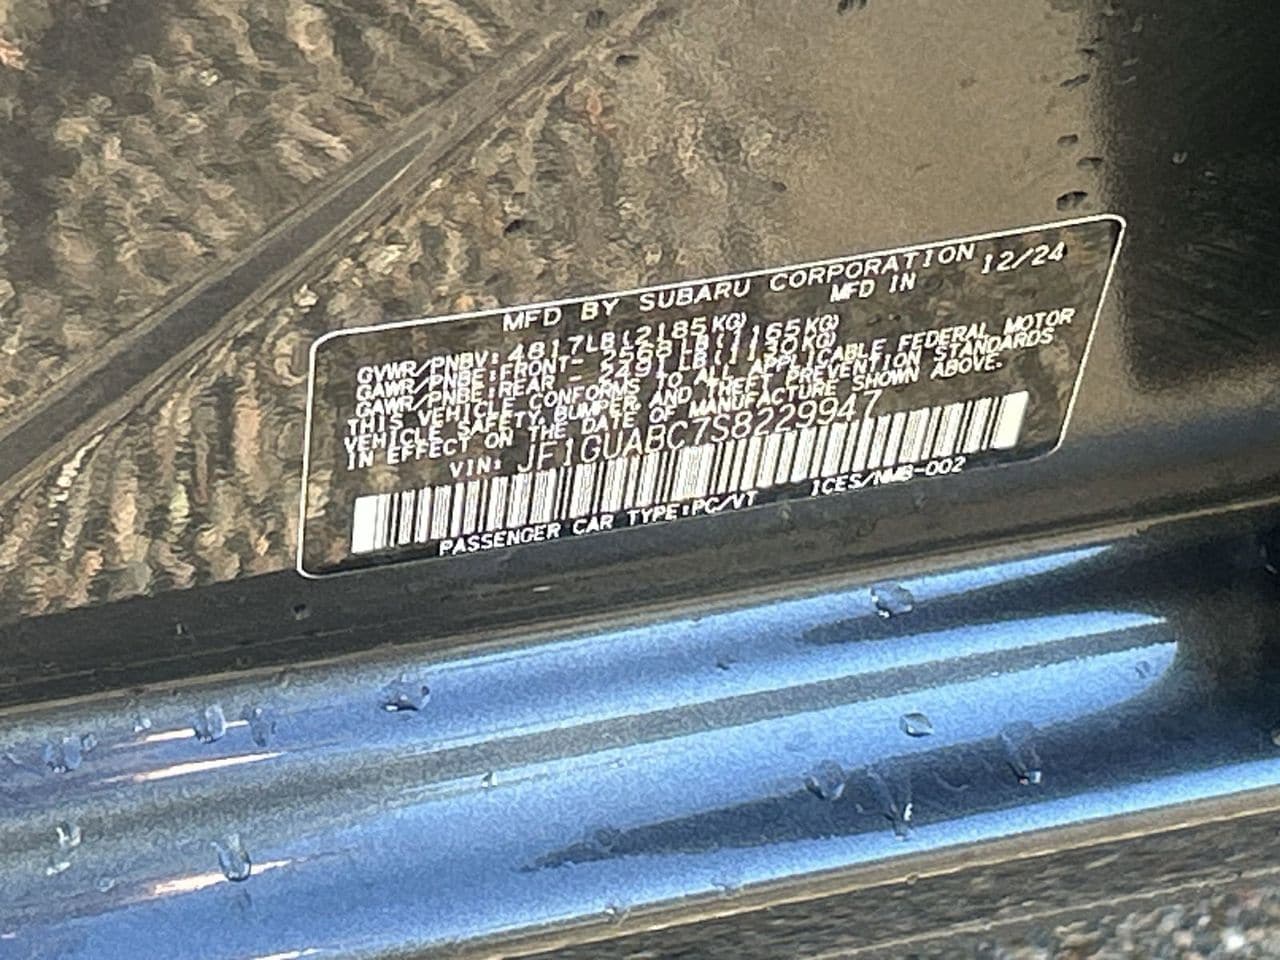 MFD BY SUBARU CORPORATION
MFD IN 12/24
GVWR/PNBV: 4817LB (2185KG)
GAWR/PNBE: FRONT- 2568LB (1165KG)
GAWR/PNBE: REAR - 2491LB (1130KG)
THIS VEHICLE CONFORMS TO ALL APPLICABLE FEDERAL MOTOR
VEHICLE SAFETY, BUMPER, AND THEFT PREVENTION STANDARDS
IN EFFECT ON THE DATE OF MANUFACTURE SHOWN ABOVE.
VIN: JF1GUABC7S8229947
PASSENGER CAR TYPE:PC/VT ICES/NMB-002